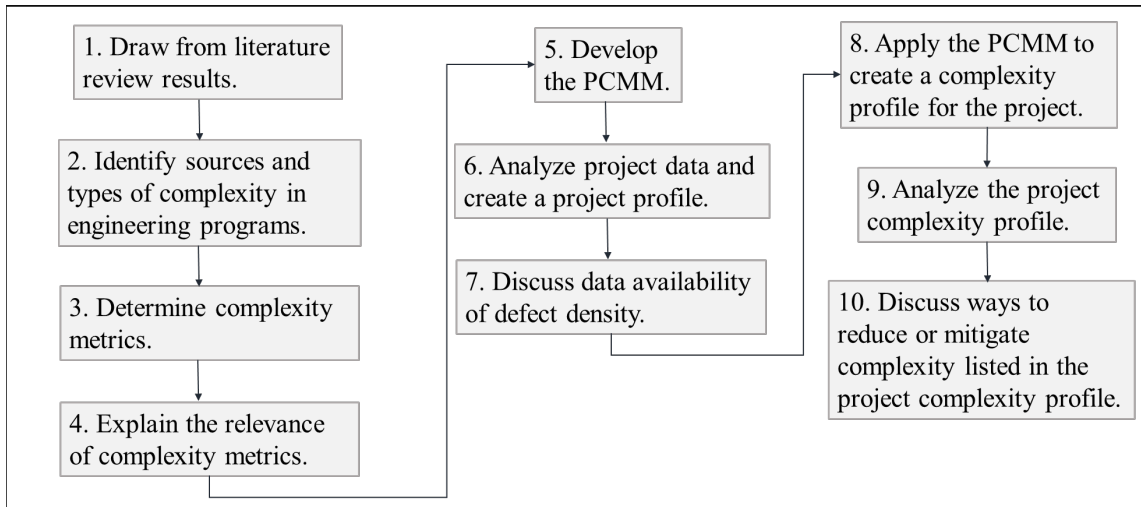 1. Draw from literature
review results.
2. Identify sources and
types of complexity in
engineering programs.
3. Determine complexity
metrics.
4. Explain the relevance
of complexity metrics.
5. Develop
the PCMM.
6. Analyze project data and
create a project profile.
7. Discuss data availability
of defect density.
8. Apply the PCMM to
create a complexity
profile for the project.
9. Analyze the project
complexity profile.
10. Discuss ways to
reduce or mitigate
complexity listed in the
project complexity profile.